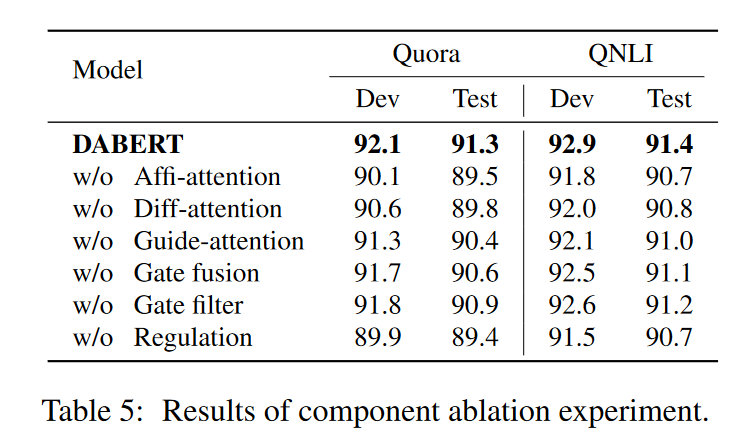 Model Quora QNLI
Dev Test Dev Test
DABERT 92.1 91.3 92.9 91.4
w/o Affi-attention 90.1 89.5 91.8 90.7
w/o Diff-attention 90.6 89.8 92.0 90.8
w/o Guide-attention 91.3 90.4 92.1 91.0
w/o Gate fusion 91.7 90.6 92.5 91.1
w/o Gate filter 91.8 90.9 92.6 91.2
w/o Regulation 89.9 89.4 91.5 90.7
Table 5: Results of component ablation experiment.